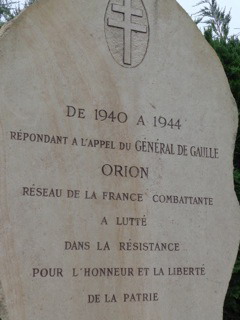 DE 1940 A 1944
RÉPONDANT A L'APPEL DU GÉNÉRAL DE GAULLE
ORION
RÉSEAU DE LA FRANCE COMBATTANTE
A LUTTÉ
DANS LA RÉSISTANCE
POUR L'HONNEUR ET LA LIBERTÉ
DE LA PATRIE